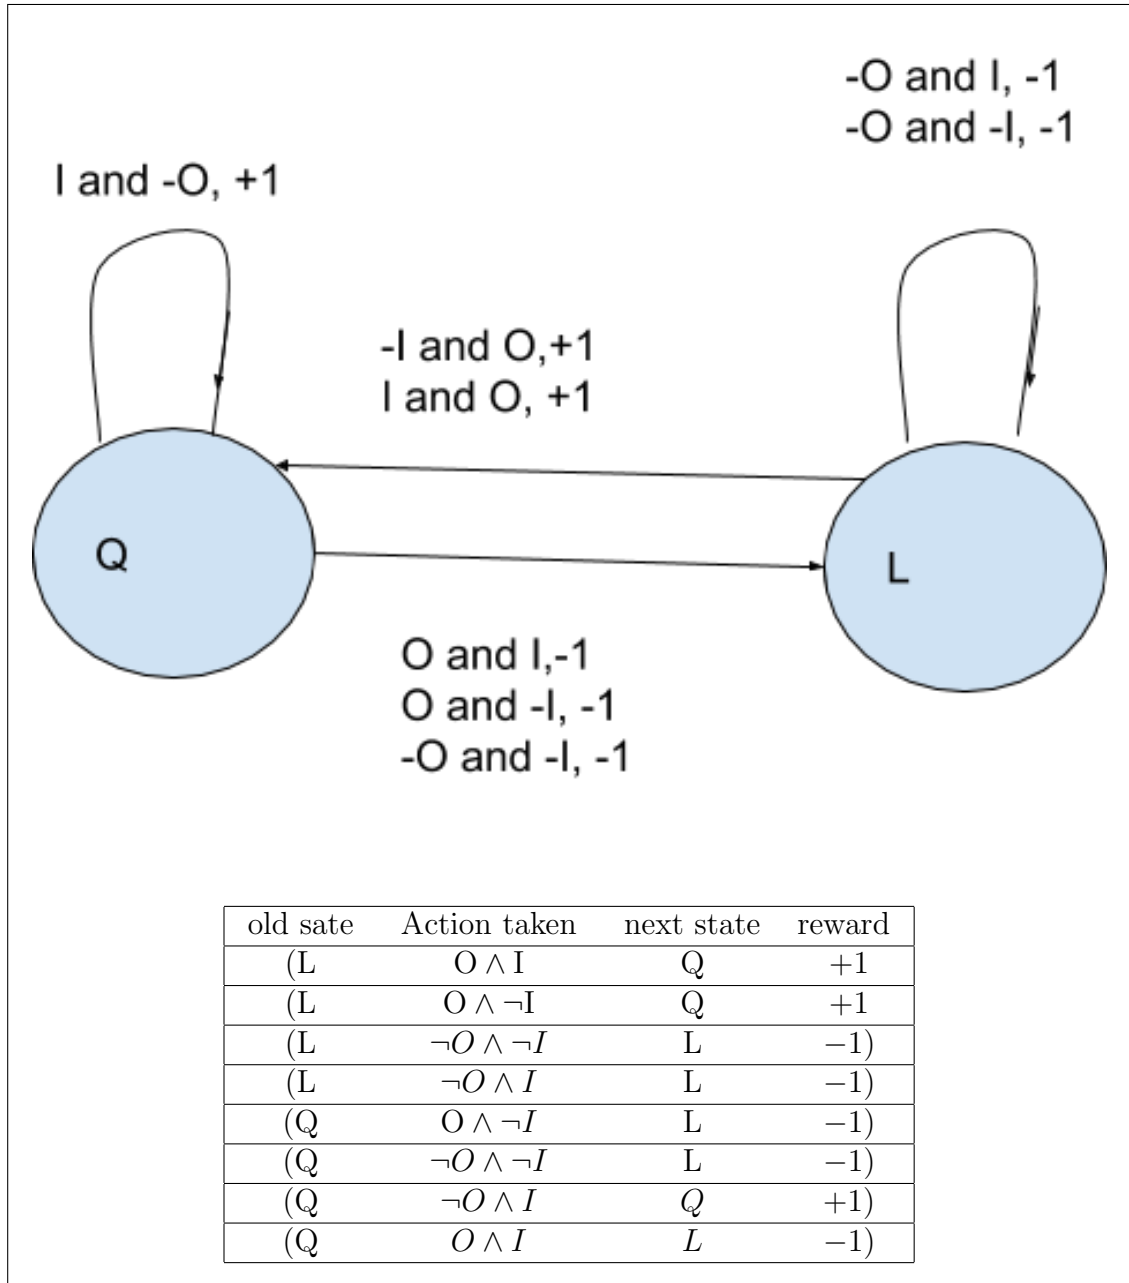 -O and I, -1
-O and -I, -1
I and -O, +1
-I and O,+1
I and O, +1
Q
L
O and I,-1
O and -I, -1
-O and -I, -1
old sate Action taken next state reward
(L O ∧ I Q +1
(L O ∧ ¬I Q +1
(L ¬O ∧ ¬I L −1)
(L ¬O ∧ I L −1)
(Q O ∧ ¬I L −1)
(Q ¬O ∧ ¬I L −1)
(Q ¬O ∧ I Q +1)
(Q O ∧ I L −1)